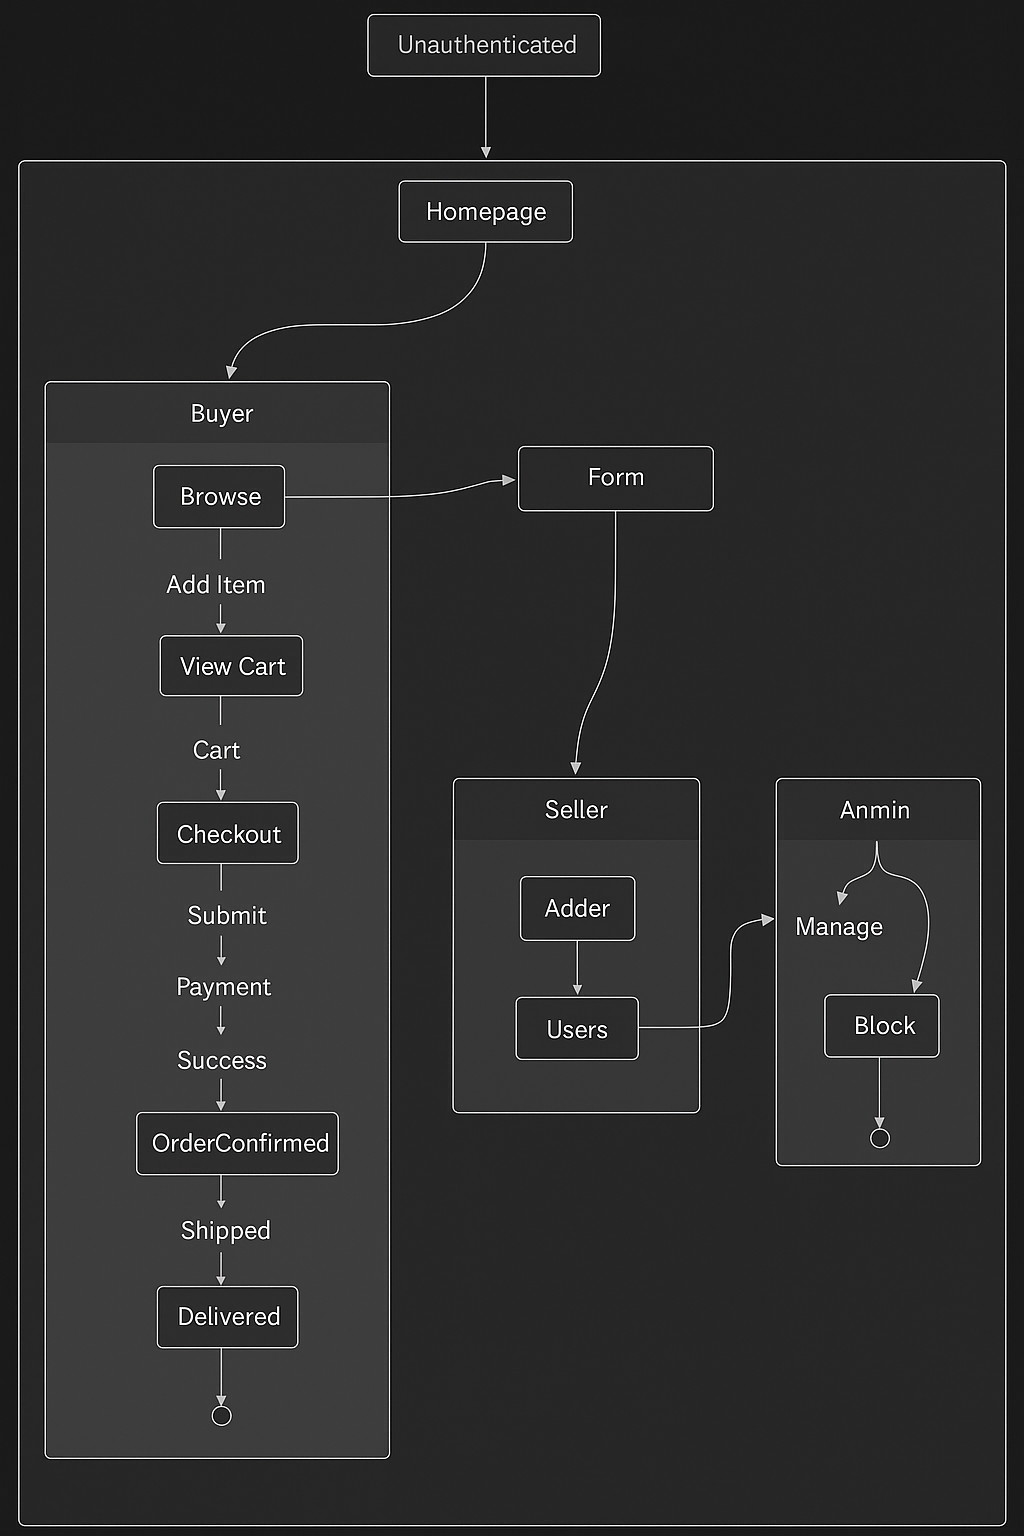 Unauthenticated
Homepage
Buyer
Browse
Add Item
View Cart
Cart
Checkout
Submit
Payment
Success
OrderConfirmed
Shipped
Delivered
Form
Seller
Adder
Users
Anmin
Manage
Block